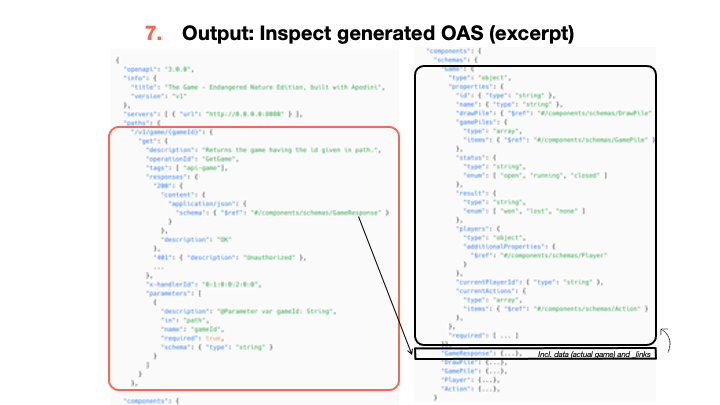 7. Output: Inspect generated OAS (excerpt)
{
"openapi": "3.0.0",
"info": {
"title": "The Game - Endangered Nature Edition, built with Apodini",
"version": "v1"
},
"servers": [ { "url": "http://0.0.0.0:8080" } ],
"paths": {
"/v1/game/{gameId}": {
"get": {
"description": "Returns the game having the id given in path.",
"operationId": "GetGame",
"tags": [ "api-game"],
"responses": {
"200": {
"content": {
"application/json": {
"schema": { "$ref": "#/components/schemas/GameResponse" }
}
},
"description": "OK"
},
"401": { "description": "Unauthorized" },
...
},
"x-handlerId": "0:1:0:0:2:0:0",
"parameters": [
{
"description": "@Parameter var gameId: String",
"in": "path",
"name": "gameId",
"required": true,
"schema": { "type": "string" }
}
]
}
},
"components": {
"components": {
"schemas": {
"Game": {
"type": "object",
"properties": {
"id": { "type": "string" },
"name": { "type": "string" },
"drawPile": { "$ref": "#/components/schemas/DrawPile"
"gamePiles": {
"type": "array",
"items": { "$ref": "#/components/schemas/GamePile" }
},
"status": {
"type": "string",
"enum": [ "open", "running", "closed" ]
},
"result": {
"type": "string",
"enum": [ "won", "lost", "none" ]
},
"players": {
"type": "object",
"additionalProperties": {
"$ref": "#/components/schemas/Player"
}
},
"currentPlayerId": { "type": "string" },
"currentActions": {
"type": "array",
"items": { "$ref": "#/components/schemas/Action" }
},
},
"required": [ ... ]
},
"GameResponse": {...}, Incl. data (actual game) and _links
"DrawPile": {...},
"GamePile": {...},
"Player": {...},
"Action": {...},
}